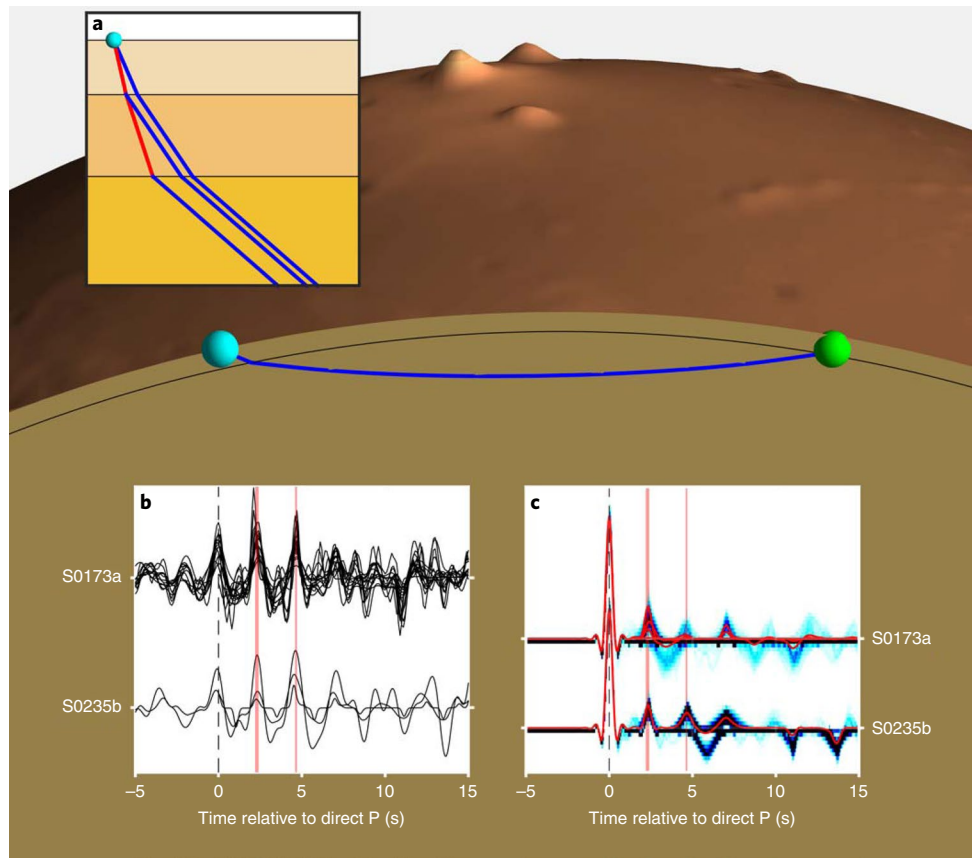 a
b
c
S0173a
S0235b
S0173a
S0235b
–5 0 5 10 15
–5 0 5 10 15
Time relative to direct P (s)
Time relative to direct P (s)